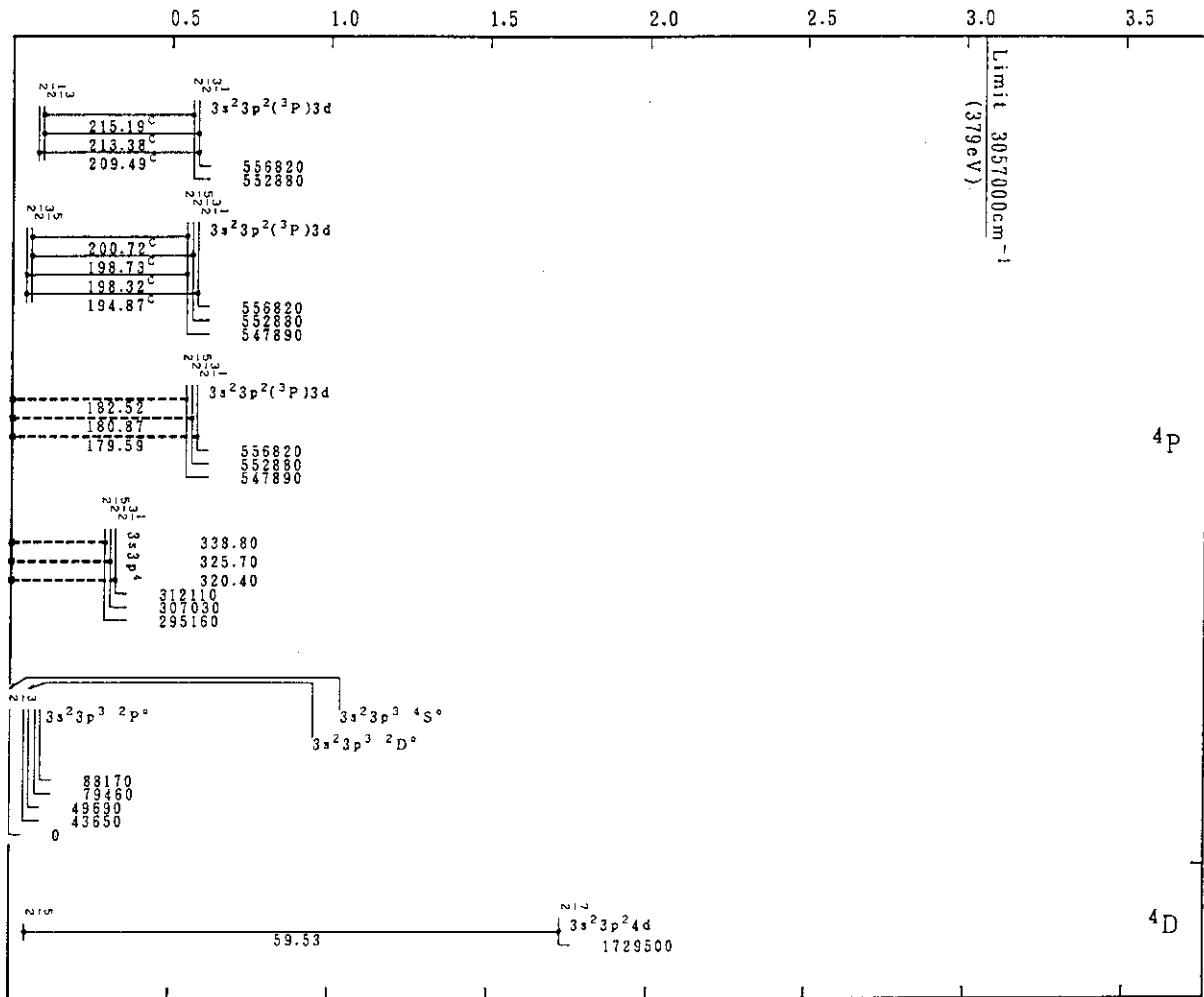 0.5 1.0 1.5 2.0 2.5 3.0 3.5
Limit 3057000cm⁻¹
(379eV)
3s²3p²(³P)3d
215.19ᶜ
213.38ᶜ
209.49ᶜ
556820
552880
3s²3p²(³P)3d
200.72ᶜ
198.73ᶜ
198.32ᶜ
194.87ᶜ
556820
552880
547890
3s²3p²(³P)3d
182.52
180.87
179.59
556820
552880
547890
⁴P
3s3p⁴
338.80
325.70
320.40
312110
307030
295160
3s²3p³ ²P°
3s²3p³ ⁴S°
3s²3p³ ²D°
88170
79460
49690
43650
0
3s²3p²4d
59.53
1729500
⁴D